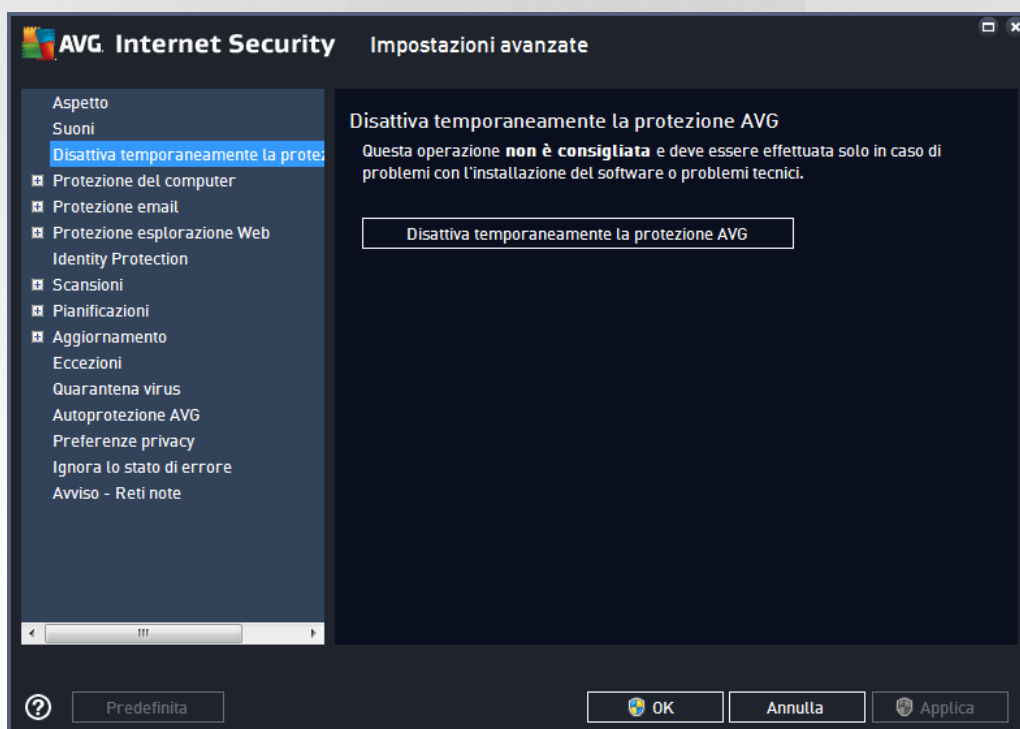 AVG. Internet Security
Impostazioni avanzate
Aspetto
Suoni
Disattiva temporaneamente la protez
Protezione del computer
Protezione email
Protezione esplorazione Web
Identity Protection
Scansioni
Pianificazioni
Aggiornamento
Eccezioni
Quarantena virus
Autoprotezione AVG
Preferenze privacy
Ignora lo stato di errore
Avviso - Reti note
Disattiva temporaneamente la protezione AVG
Questa operazione non è consigliata e deve essere effettuata solo in caso di
problemi con l'installazione del software o problemi tecnici.
Disattiva temporaneamente la protezione AVG
?
Predefinita
OK
Annulla
Applica